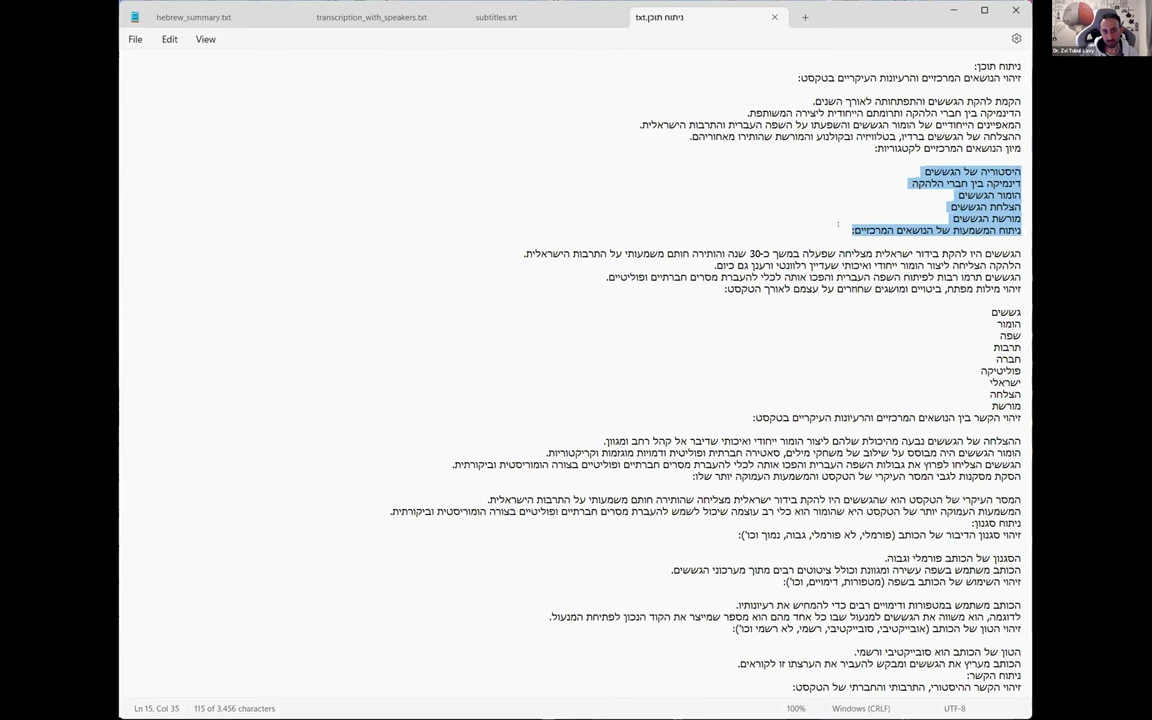 hebrew_summary.txt
transcription_with_speakers.txt
subtitles.srt
ניתוח תוכן.txt
File
Edit
View
Dr. Zvi Tubul-Lavy
ניתוח תוכן:
זיהוי הנושאים המרכזיים והרעיונות העיקריים בטקסט:
הקמת להקת הגששים והתפתחותה לאורך השנים.
הדינמיקה בין חברי הלהקה ותרומתם הייחודית ליצירה המשותפת.
המאפיינים הייחודיים של הומור הגששים והשפעתו על השפה העברית והתרבות הישראלית.
ההצלחה של הגששים ברדיו, בטלוויזיה ובקולנוע והמורשת שהותירו מאחוריהם.
מיון הנושאים המרכזיים לקטגוריות:
היסטוריה של הגששים
דינמיקה בין חברי הלהקה
הומור הגששים
הצלחת הגששים
מורשת הגששים
ניתוח המשמעות של הנושאים המרכזיים:
הגששים היו להקת בידור ישראלית מצליחה שפעלה במשך כ-30 שנה והותירה חותם משמעותי על התרבות הישראלית.
הלהקה הצליחה ליצור הומור ייחודי ואיכותי שעדיין רלוונטי ורענן גם כיום.
הגששים תרמו רבות לפיתוח השפה העברית והפכו אותה לכלי להעברת מסרים חברתיים ופוליטיים.
זיהוי מילות מפתח, ביטויים ומושגים שחוזרים על עצמם לאורך הטקסט:
גששים
הומור
שפה
תרבות
חברה
פוליטיקה
ישראלי
הצלחה
מורשת
זיהוי הקשר בין הנושאים המרכזיים והרעיונות העיקריים בטקסט:
ההצלחה של הגששים נבעה מהיכולת שלהם ליצור הומור ייחודי ואיכותי שדיבר אל קהל רחב ומגוון.
הומור הגששים היה מבוסס על שילוב של משחקי מילים, סאטירה חברתית ופוליטית ודמויות מוגזמות וקריקטוריות.
הגששים הצליחו לפרוץ את גבולות השפה העברית והפכו אותה לכלי להעברת מסרים חברתיים ופוליטיים בצורה הומוריסטית וביקורתית.
הסקת מסקנות לגבי המסר העיקרי של הטקסט והמשמעות העמוקה יותר שלו:
המסר העיקרי של הטקסט הוא שהגששים היו להקת בידור ישראלית מצליחה שהותירה חותם משמעותי על התרבות הישראלית.
המשמעות העמוקה יותר של הטקסט היא שהומור הוא כלי רב עוצמה שיכול לשמש להעברת מסרים חברתיים ופוליטיים בצורה הומוריסטית וביקורתית.
ניתוח סגנון:
זיהוי סגנון הדיבור של הכותב (פורמלי, לא פורמלי, גבוה, נמוך וכו'):
הסגנון של הכותב פורמלי וגבוה.
הכותב משתמש בשפה עשירה ומגוונת וכולל ציטוטים רבים מתוך מערכוני הגששים.
זיהוי השימוש של הכותב בשפה (מטפורות, דימויים, וכו'):
הכותב משתמש במטפורות ודימויים רבים כדי להמחיש את רעיונותיו.
לדוגמה, הוא משווה את הגששים למנעול שבו כל אחד מהם הוא מספר שמייצר את הקוד הנכון לפתיחת המנעול.
זיהוי הטון של הכותב (אובייקטיבי, סובייקטיבי, רשמי, לא רשמי וכו'):
הטון של הכותב הוא סובייקטיבי ורשמי.
הכותב מעריץ את הגששים ומבקש להעביר את הערצתו זו לקוראים.
ניתוח הקשר:
זיהוי הקשר ההיסטורי, התרבותי והחברתי של הטקסט:
Ln 15, Col 35
115 of 3,456 characters
100%
Windows (CRLF)
UTF-8